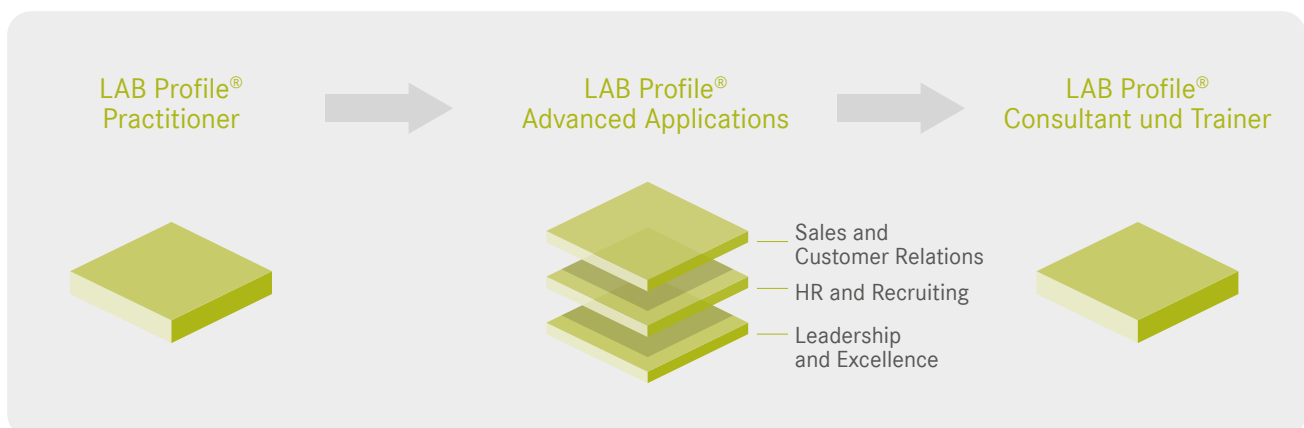 LAB Profile®
Practitioner
LAB Profile®
Advanced Applications
LAB Profile®
Consultant und Trainer
Sales and
Customer Relations
HR and Recruiting
Leadership
and Excellence